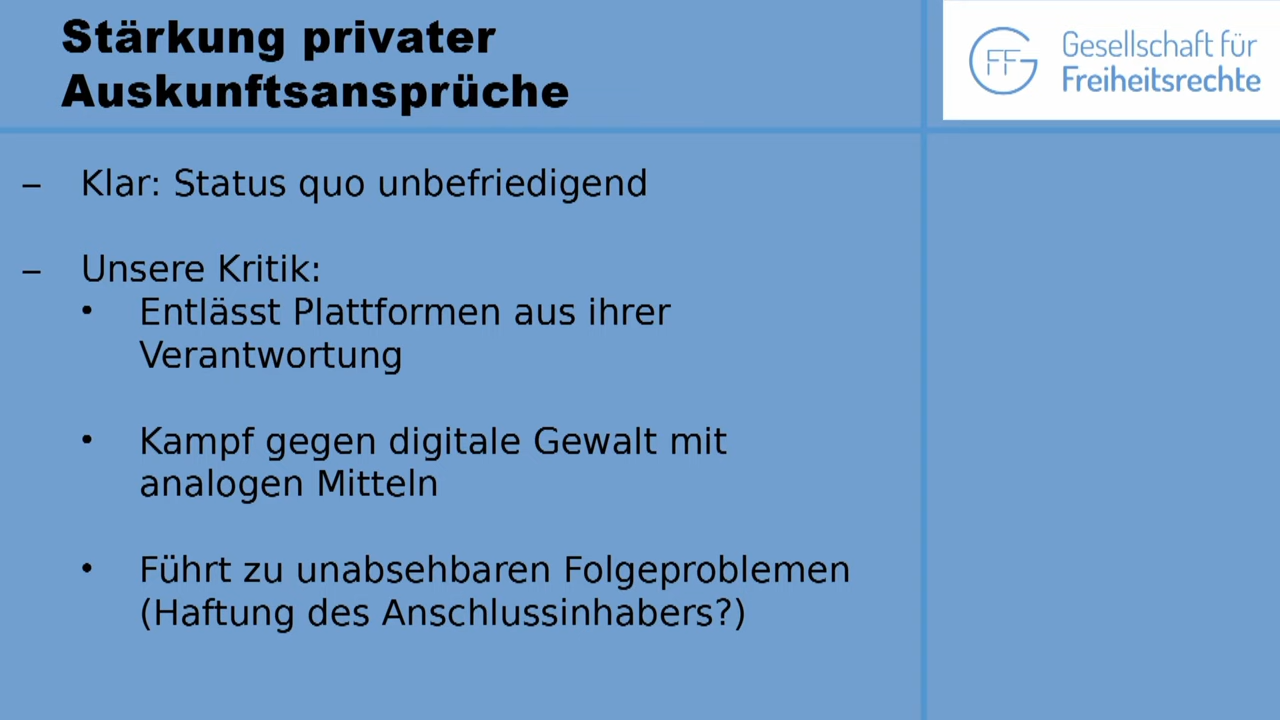 Stärkung privater
Auskunftsansprüche
GFF
Gesellschaft für
Freiheitsrechte
– Klar: Status quo unbefriedigend
– Unsere Kritik:
• Entlässt Plattformen aus ihrer
Verantwortung
• Kampf gegen digitale Gewalt mit
analogen Mitteln
• Führt zu unabsehbaren Folgeproblemen
(Haftung des Anschlussinhabers?)